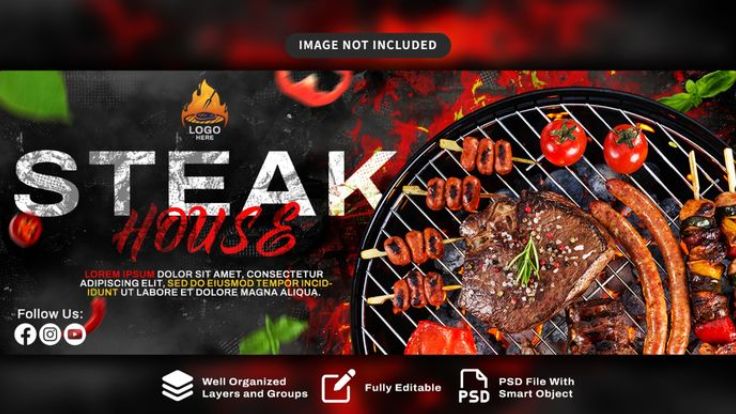 IMAGE NOT INCLUDED
LOGO
HERE
STEAK
HOUSE
LOREM IPSUM DOLOR SIT AMET, CONSECTETUR
ADIPISCING ELIT, SED DO EIUSMOD TEMPOR INCID-
IDUNT UT LABORE ET DOLORE MAGNA ALIQUA.
Follow Us:
Well Organized
Layers and Groups
Fully Editable
PSD
PSD File With
Smart Object